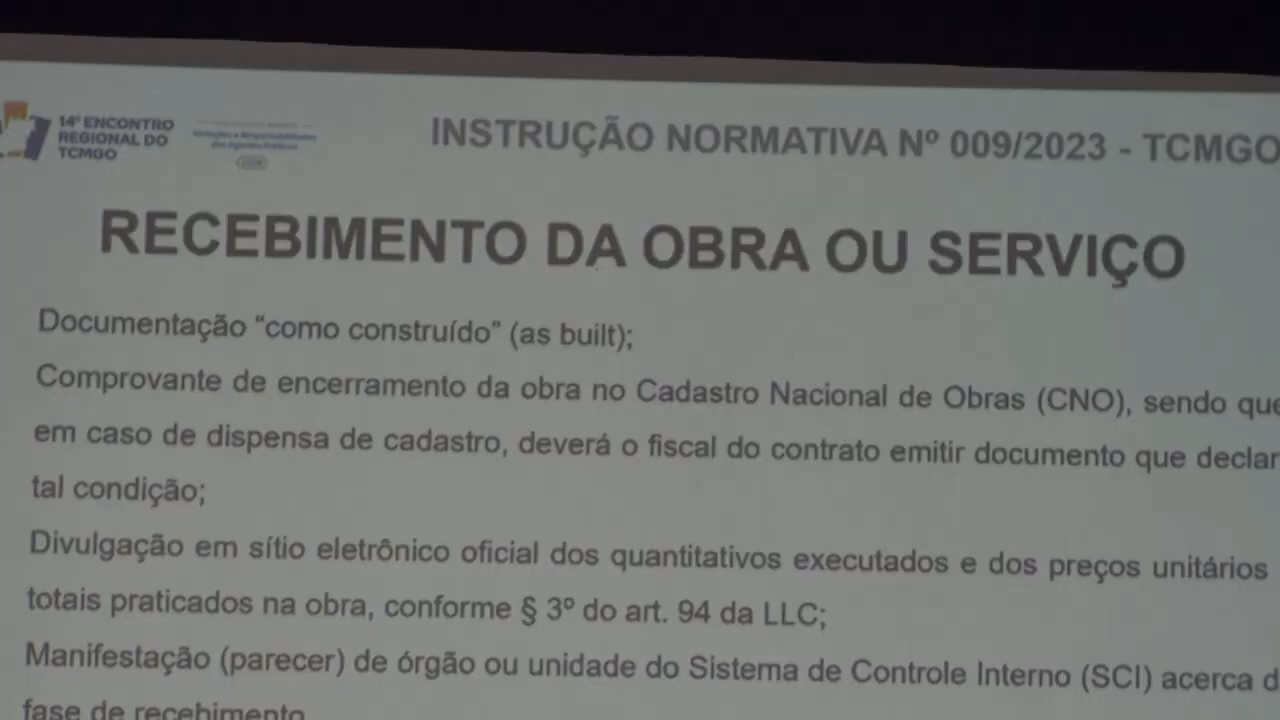 14º ENCONTRO
REGIONAL DO
TCMGO
INSTRUÇÃO NORMATIVA Nº 009/2023 - TCMGO
RECEBIMENTO DA OBRA OU SERVIÇO
Documentação “como construído” (as built);
Comprovante de encerramento da obra no Cadastro Nacional de Obras (CNO), sendo que
em caso de dispensa de cadastro, deverá o fiscal do contrato emitir documento que declar
tal condição;
Divulgação em sítio eletrônico oficial dos quantitativos executados e dos preços unitários
totais praticados na obra, conforme § 3º do art. 94 da LLC;
Manifestação (parecer) de órgão ou unidade do Sistema de Controle Interno (SCI) acerca d
fase de recebimento